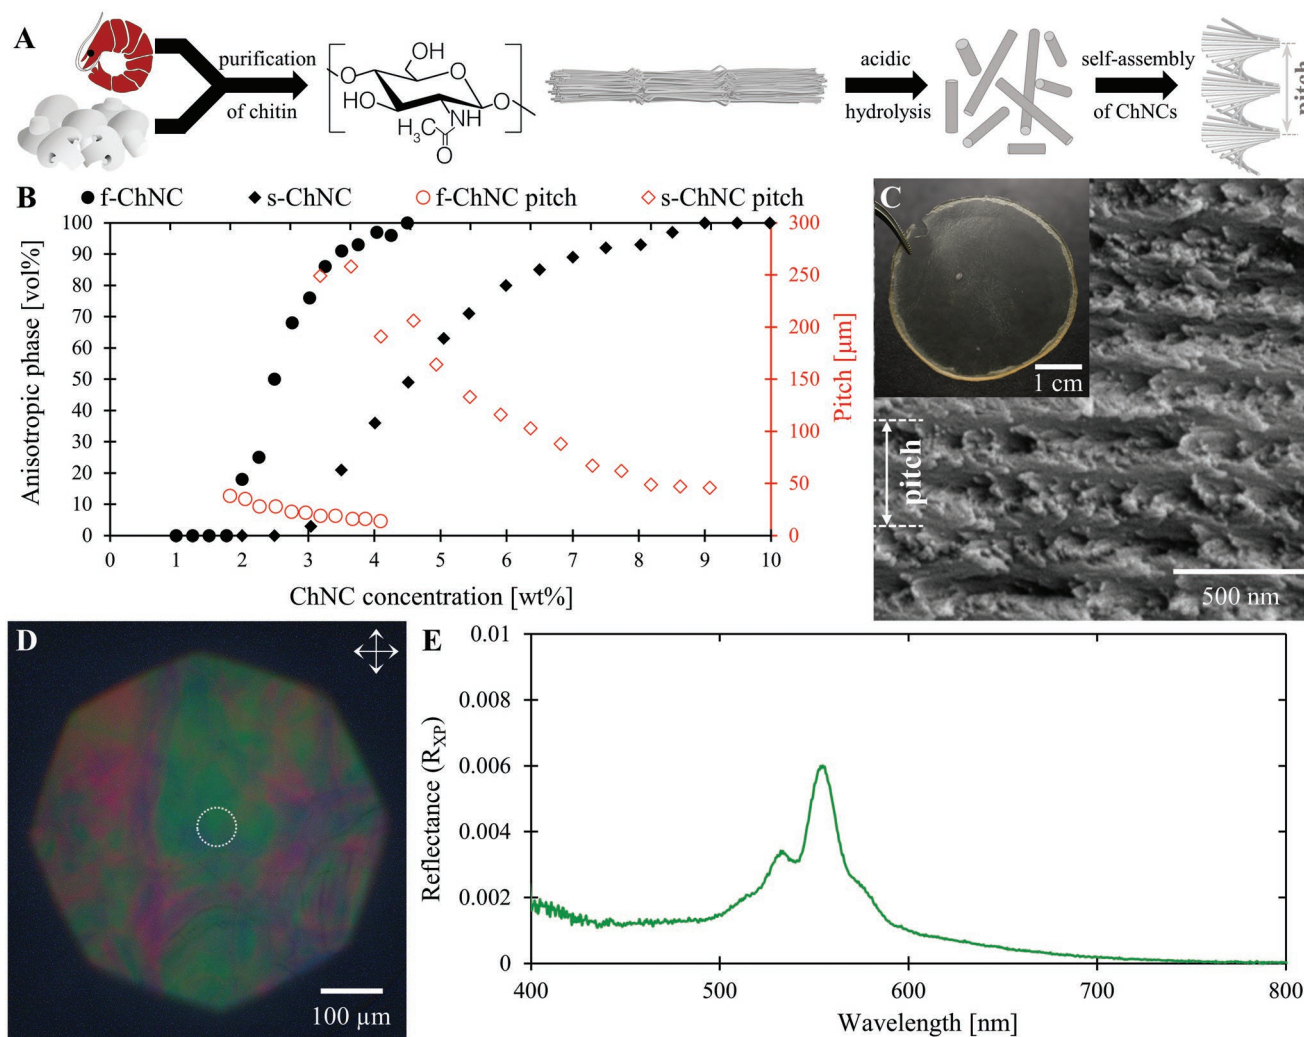 A
purification
of chitin
OH
O
O
HO
O
NH
H₃C
O
acidic
hydrolysis
self-assembly
of ChNCs
pitch
B
f-ChNC
s-ChNC
f-ChNC pitch
s-ChNC pitch
100
90
80
70
60
50
40
30
20
10
0
Anisotropic phase [vol%]
0 1 2 3 4 5 6 7 8 9 10
ChNC concentration [wt%]
300
250
200
150
100
50
0
Pitch [µm]
C
1 cm
pitch
500 nm
D
100 µm
E
0.01
0.008
0.006
0.004
0.002
0
Reflectance (R_XP)
400 500 600 700 800
Wavelength [nm]